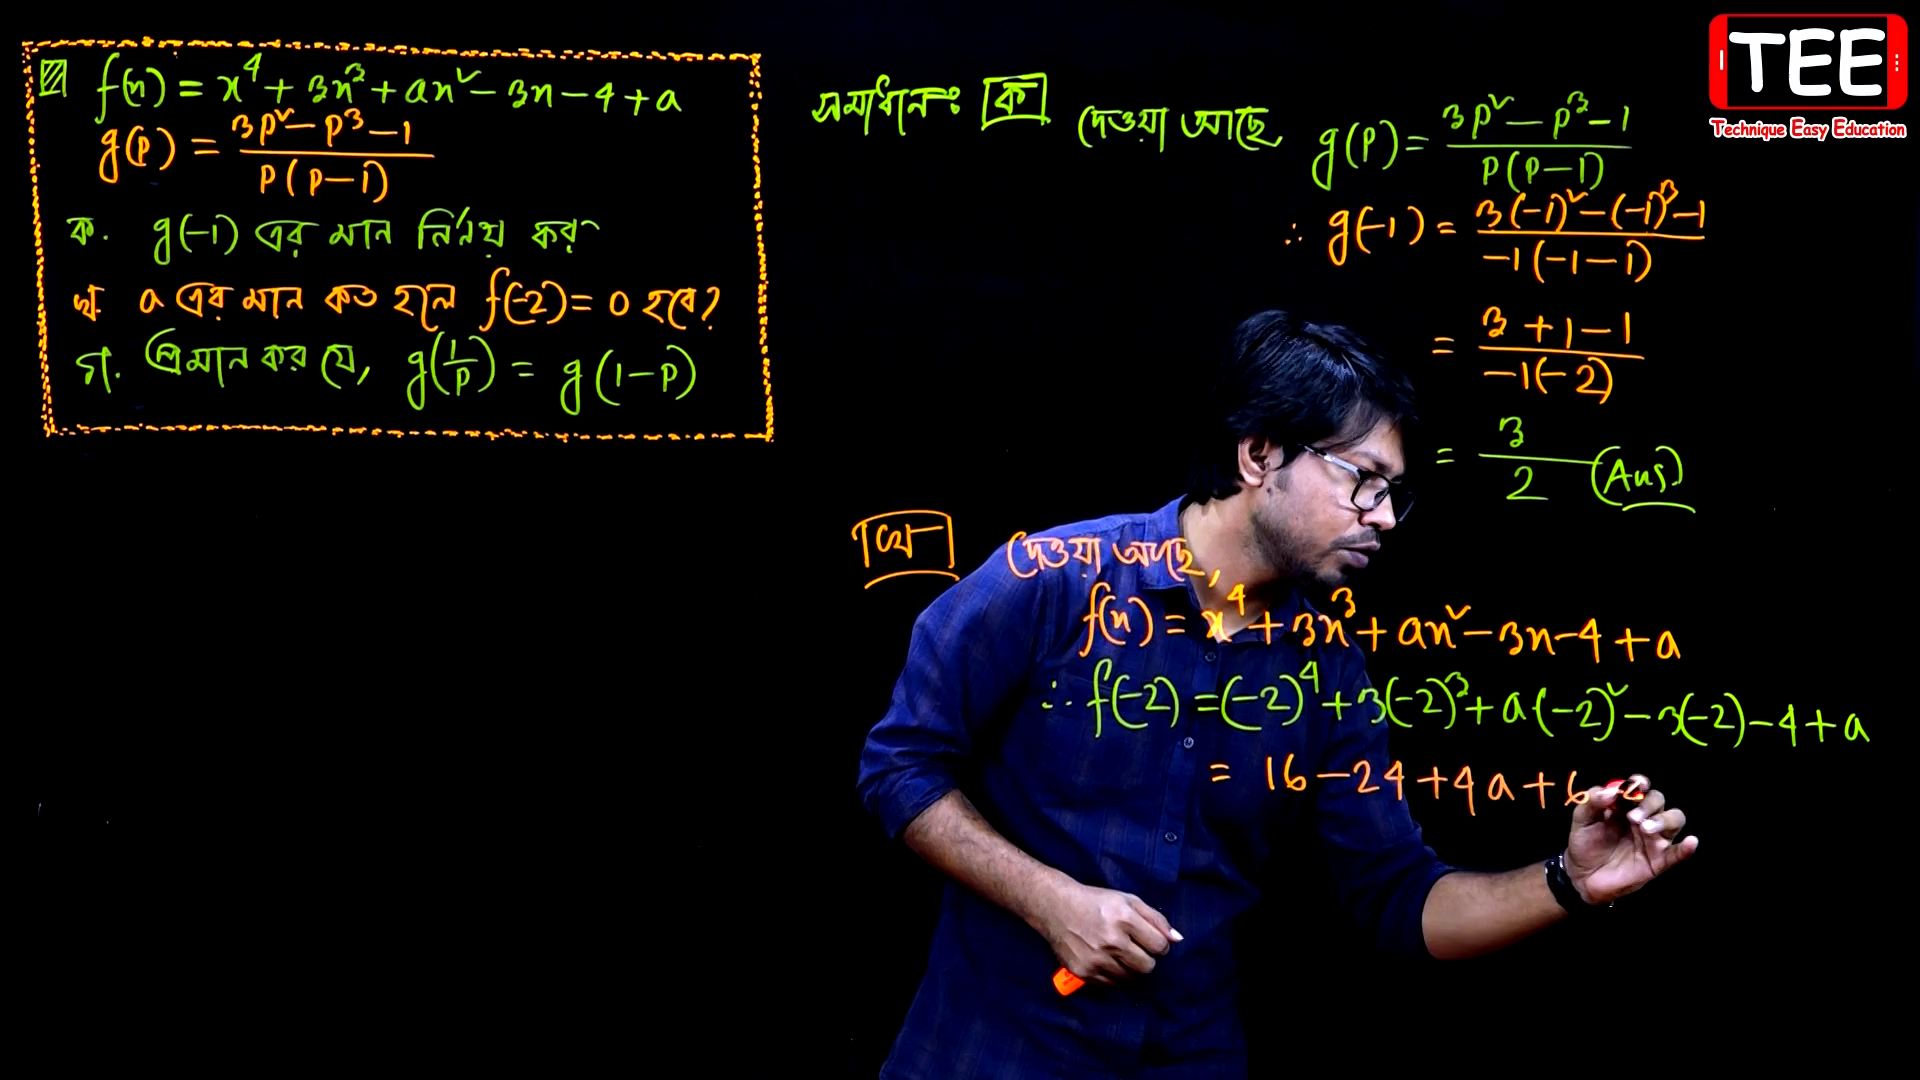 f(x) = x⁴ + 3x³ + ax² - 3x - 4 + a
g(p) = (3p² - p³ - 1) / (p(p-1))
ক. g(-1) এর মান নির্ণয় কর
খ. a এর মান কত হলে f(-2) = 0 হবে?
গ. প্রমান কর যে, g(1/p) = g(1-p)
সমাধানঃ ক
দেওয়া আছে, g(p) = (3p² - p³ - 1) / (p(p-1))
∴ g(-1) = (3(-1)² - (-1)³ - 1) / (-1(-1-1))
= (3 + 1 - 1) / (-1(-2))
= 3/2 (Ans)
খ দেওয়া আছে,
f(x) = x⁴ + 3x³ + ax² - 3x - 4 + a
∴ f(-2) = (-2)⁴ + 3(-2)³ + a(-2)² - 3(-2) - 4 + a
= 16 - 24 + 4a + 6
TEE
Technique Easy Education